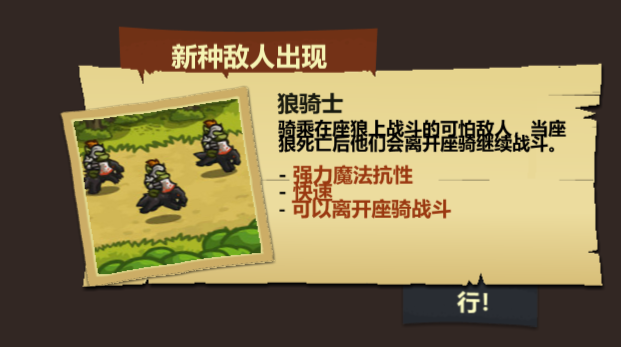 新种敌人出现
狼骑士
骑乘在座狼上战斗的可怕敌人。当座
狼死亡后他们会离开座骑继续战斗。
- 强力魔法抗性
- 快速
- 可以离开座骑战斗
行!